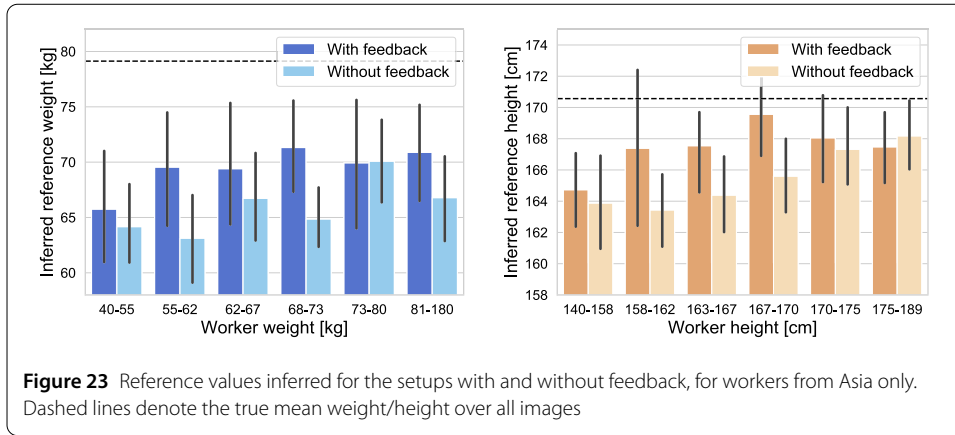 80
75
70
65
60
Inferred reference weight [kg]
With feedback
Without feedback
40-55 55-62 62-67 68-73 73-80 81-180
Worker weight [kg]
174
172
170
168
166
164
162
160
158
Inferred reference height [cm]
With feedback
Without feedback
140-158 158-162 163-167 167-170 170-175 175-189
Worker height [cm]
Figure 23 Reference values inferred for the setups with and without feedback, for workers from Asia only.
Dashed lines denote the true mean weight/height over all images